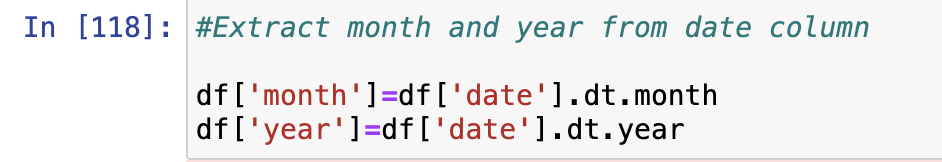 In [118]: #Extract month and year from date column
df['month']=df['date'].dt.month
df['year']=df['date'].dt.year